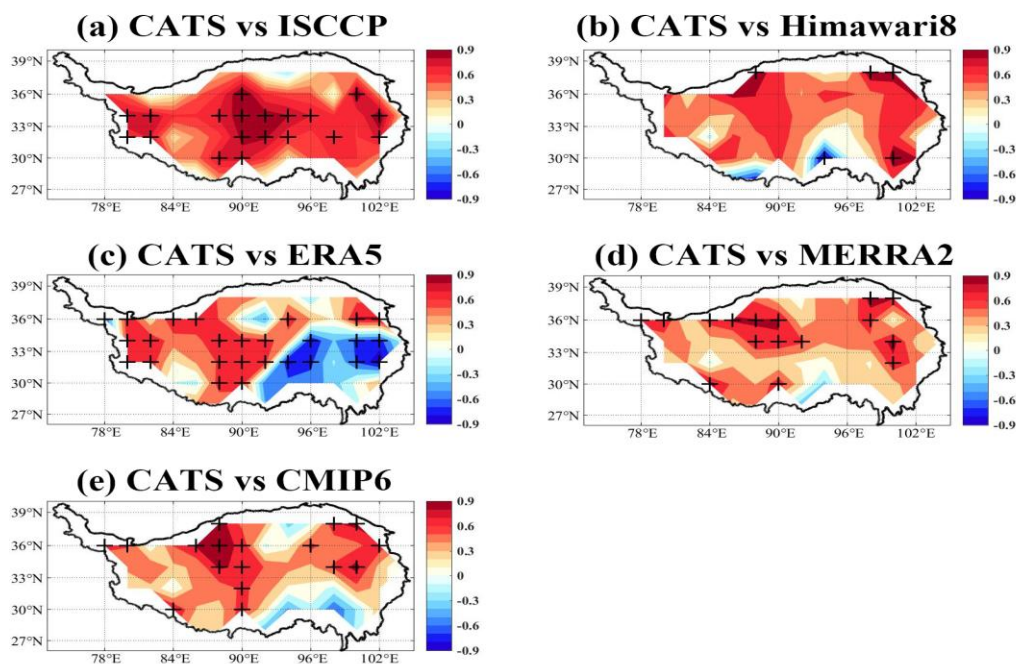 (a) CATS vs ISCCP
39°N
36°N
33°N
30°N
27°N
78°E 84°E 90°E 96°E 102°E
0.9
0.6
0.3
0
-0.3
-0.6
-0.9
(b) CATS vs Himawari8
39°N
36°N
33°N
30°N
27°N
78°E 84°E 90°E 96°E 102°E
0.9
0.6
0.3
0
-0.3
-0.6
-0.9
(c) CATS vs ERA5
39°N
36°N
33°N
30°N
27°N
78°E 84°E 90°E 96°E 102°E
0.9
0.6
0.3
0
-0.3
-0.6
-0.9
(d) CATS vs MERRA2
39°N
36°N
33°N
30°N
27°N
78°E 84°E 90°E 96°E 102°E
0.9
0.6
0.3
0
-0.3
-0.6
-0.9
(e) CATS vs CMIP6
39°N
36°N
33°N
30°N
27°N
78°E 84°E 90°E 96°E 102°E
0.9
0.6
0.3
0
-0.3
-0.6
-0.9